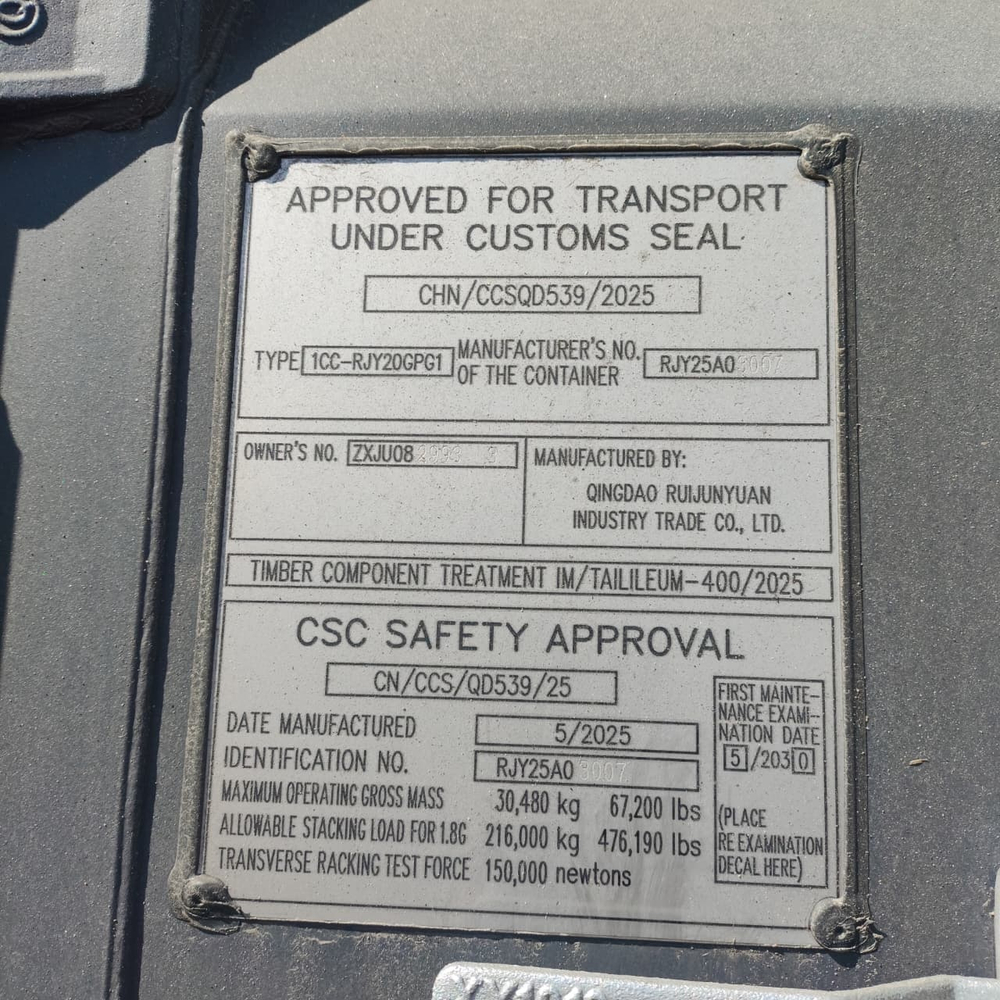 APPROVED FOR TRANSPORT
UNDER CUSTOMS SEAL
CHN/CCSQD539/2025
TYPE 1CC-RJY20GPG1 MANUFACTURER'S NO. OF THE CONTAINER RJY25A0
OWNER'S NO. ZXJU08
MANUFACTURED BY:
QINGDAO RUIJUNYUAN
INDUSTRY TRADE CO., LTD.
TIMBER COMPONENT TREATMENT IM/TAILILEUM-400/2025
CSC SAFETY APPROVAL
CN/CCS/QD539/25
DATE MANUFACTURED 5/2025
IDENTIFICATION NO. RJY25A0
MAXIMUM OPERATING GROSS MASS 30,480 kg 67,200 lbs
ALLOWABLE STACKING LOAD FOR 1.8G 216,000 kg 476,190 lbs
TRANSVERSE RACKING TEST FORCE 150,000 newtons
FIRST MAINTE-
NANCE EXAMI-
NATION DATE
5/2030
(PLACE
RE EXAMINATION
DECAL HERE)